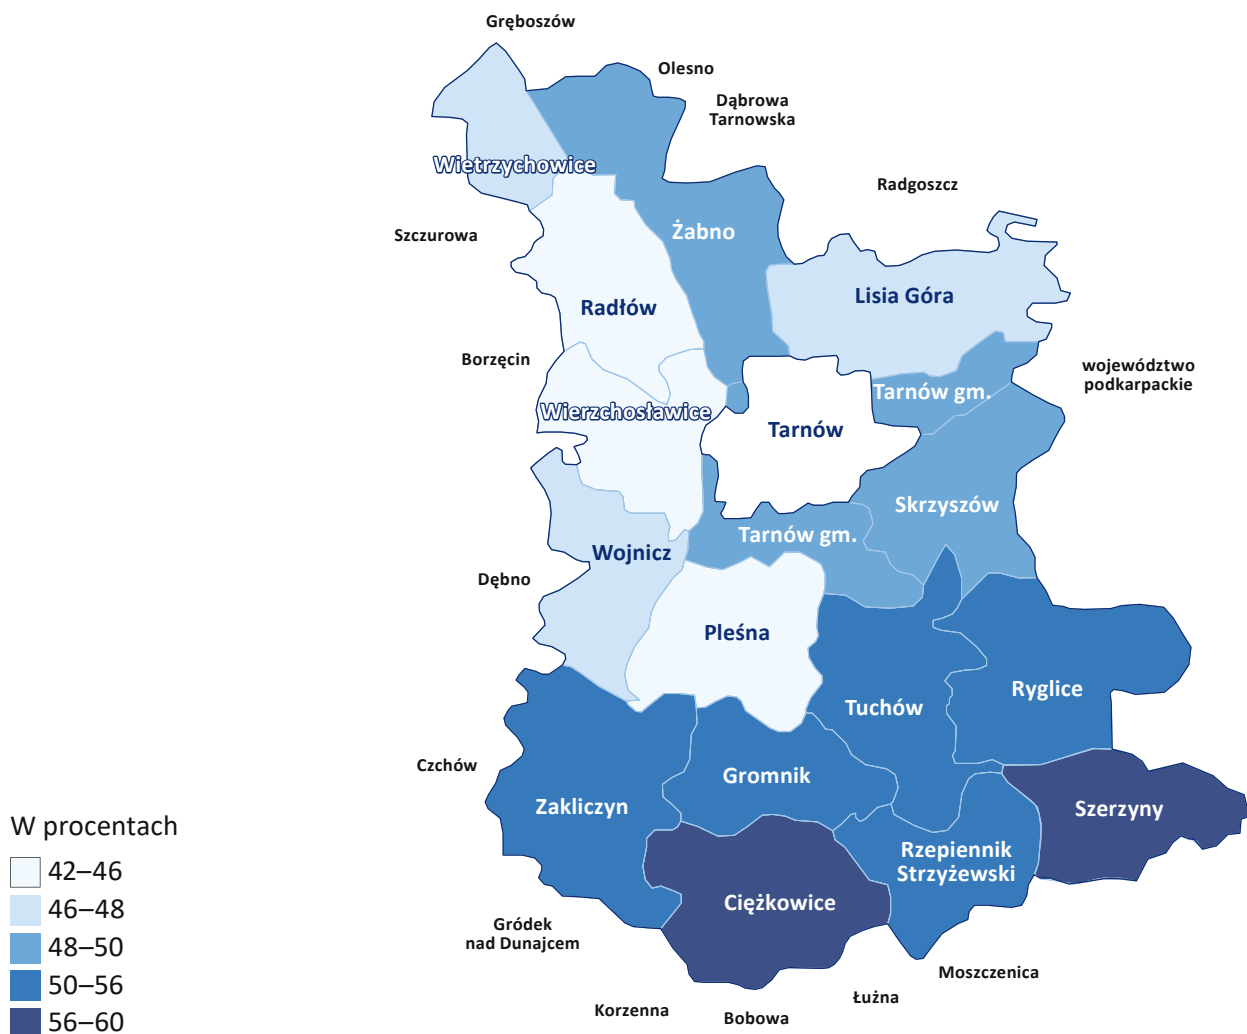 Gręboszów
Olesno
Dąbrowa
Tarnowska
Wietrzychowice
Radgoszcz
Szczurowa
Żabno
Lisia Góra
Radłów
Borzęcin
województwo
podkarpackie
Tarnów gm.
Wierzchosławice
Tarnów
Skrzyszów
Tarnów gm.
Wojnicz
Dębno
Pleśna
Ryglice
Tuchów
Czchów
Gromnik
Zakliczyn
Szerzyny
Rzepiennik
Strzyżewski
Ciężkowice
Gródek
nad Dunajcem
Moszczenica
Łużna
Korzenna
Bobowa
W procentach
42–46
46–48
48–50
50–56
56–60